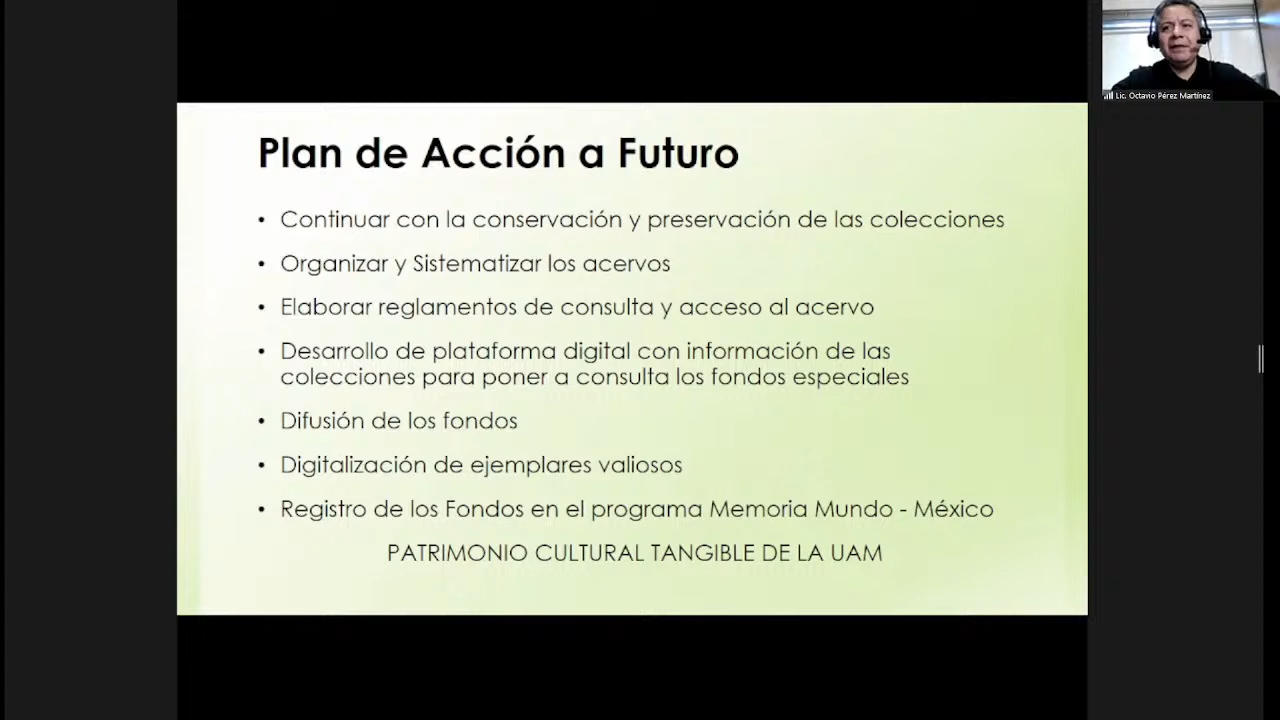 Lic. Octavio Pérez Martínez
Plan de Acción a Futuro
• Continuar con la conservación y preservación de las colecciones
• Organizar y Sistematizar los acervos
• Elaborar reglamentos de consulta y acceso al acervo
• Desarrollo de plataforma digital con información de las
colecciones para poner a consulta los fondos especiales
• Difusión de los fondos
• Digitalización de ejemplares valiosos
• Registro de los Fondos en el programa Memoria Mundo - México
PATRIMONIO CULTURAL TANGIBLE DE LA UAM